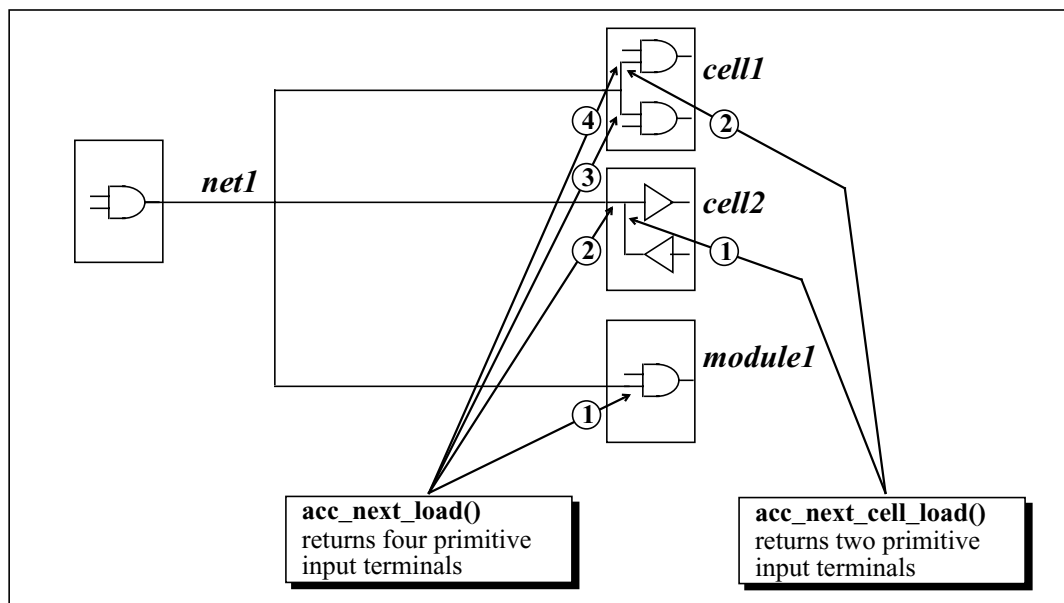 cell1
4
2
3
net1
cell2
2
1
module1
1
acc_next_load()
returns four primitive
input terminals
acc_next_cell_load()
returns two primitive
input terminals